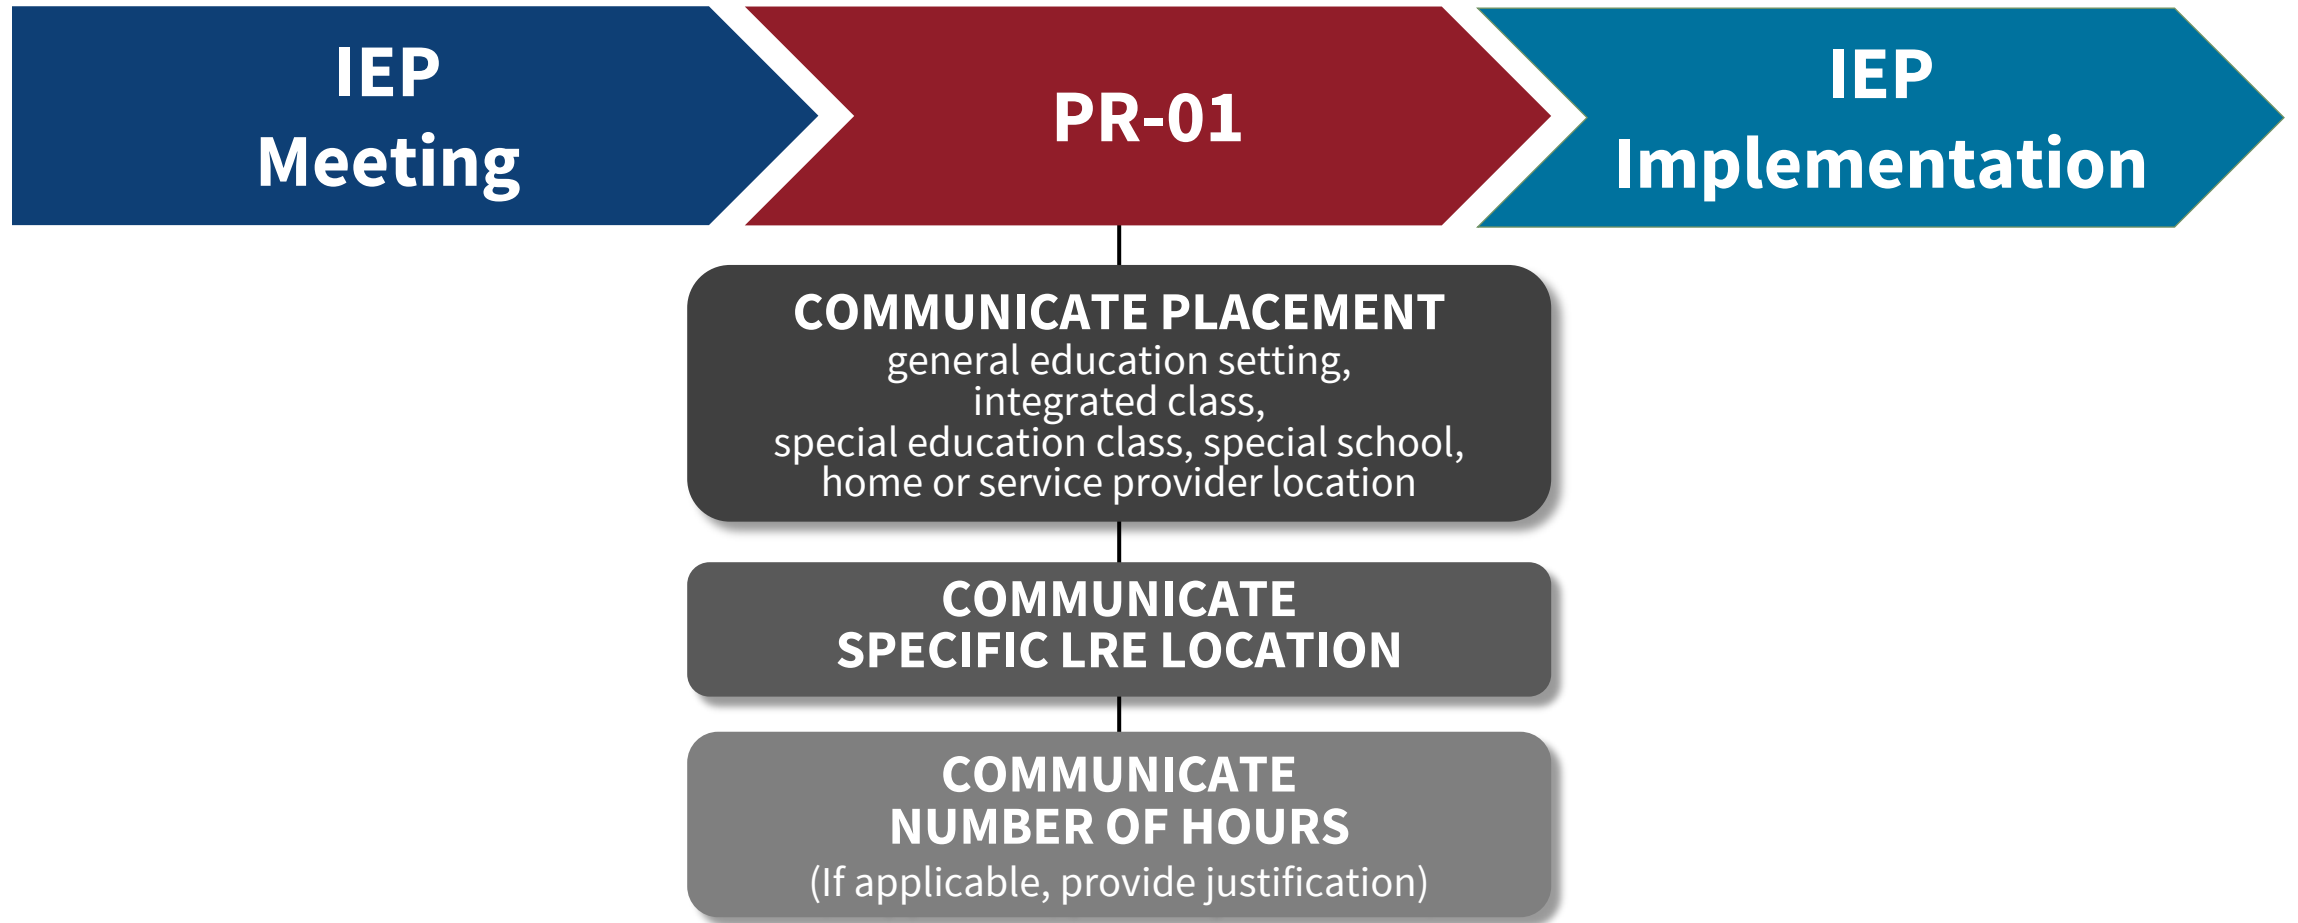 IEP
Meeting
PR-01
IEP
Implementation
COMMUNICATE PLACEMENT
general education setting,
integrated class,
special education class, special school,
home or service provider location
COMMUNICATE
SPECIFIC LRE LOCATION
COMMUNICATE
NUMBER OF HOURS
(If applicable, provide justification)